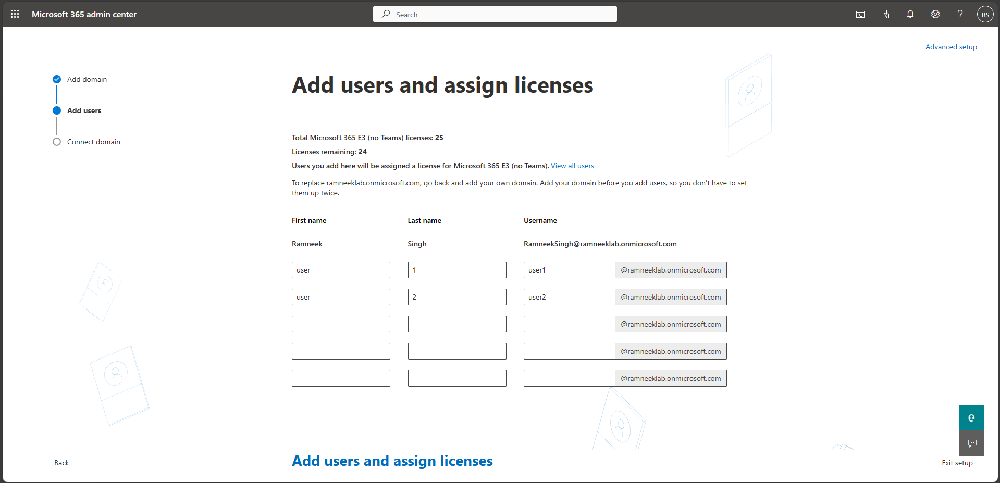 Microsoft 365 admin center
Search
RS
Advanced setup
Add domain
Add users
Connect domain
Add users and assign licenses
Total Microsoft 365 E3 (no Teams) licenses: 25
Licenses remaining: 24
Users you add here will be assigned a license for Microsoft 365 E3 (no Teams). View all users
To replace ramneeklab.onmicrosoft.com, go back and add your own domain. Add your domain before you add users, so you don't have to set
them up twice.
First name Last name Username
Ramneek Singh RamneekSingh@ramneeklab.onmicrosoft.com
user 1 user1 @ramneeklab.onmicrosoft.com
user 2 user2 @ramneeklab.onmicrosoft.com
@ramneeklab.onmicrosoft.com
@ramneeklab.onmicrosoft.com
@ramneeklab.onmicrosoft.com
Back
Add users and assign licenses
Exit setup